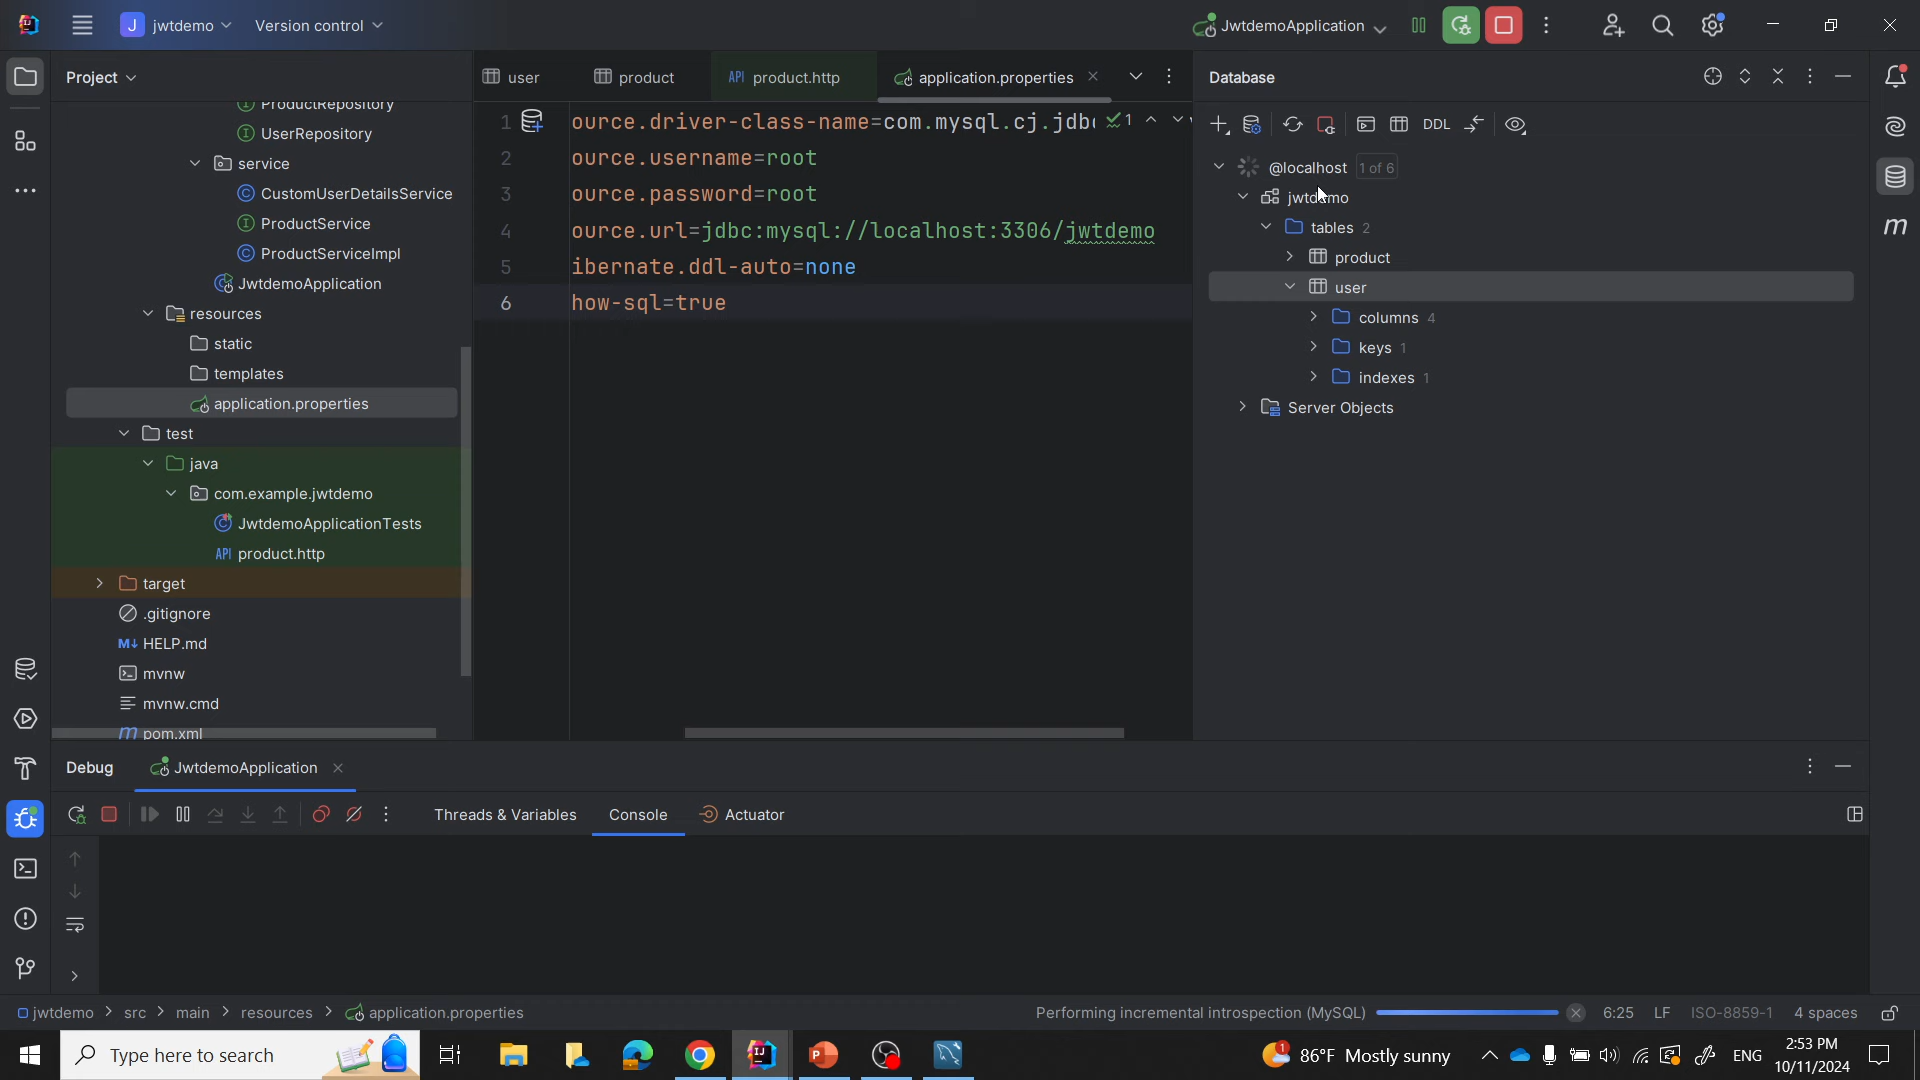 J jwtdemo Version control JwtdemoApplication
Project
ProductRepository
UserRepository
service
CustomUserDetailsService
ProductService
ProductServiceImpl
JwtdemoApplication
resources
static
templates
application.properties
test
java
com.example.jwtdemo
JwtdemoApplicationTests
API product.http
target
.gitignore
M↓ HELP.md
mvnw
mvnw.cmd
m pom.xml
user product API product.http application.properties
1 ource.driver-class-name=com.mysql.cj.jdb 1
2 ource.username=root
3 ource.password=root
4 ource.url=jdbc:mysql://localhost:3306/jwtdemo
5 ibernate.ddl-auto=none
6 how-sql=true
Database
DDL
@localhost 1 of 6
jwtdemo
tables 2
product
user
columns 4
keys 1
indexes 1
Server Objects
m
Debug JwtdemoApplication
Threads & Variables Console Actuator
jwtdemo > src > main > resources > application.properties Performing incremental introspection (MySQL) 6:25 LF ISO-8859-1 4 spaces
Type here to search 1 86°F Mostly sunny ENG 2:53 PM
10/11/2024